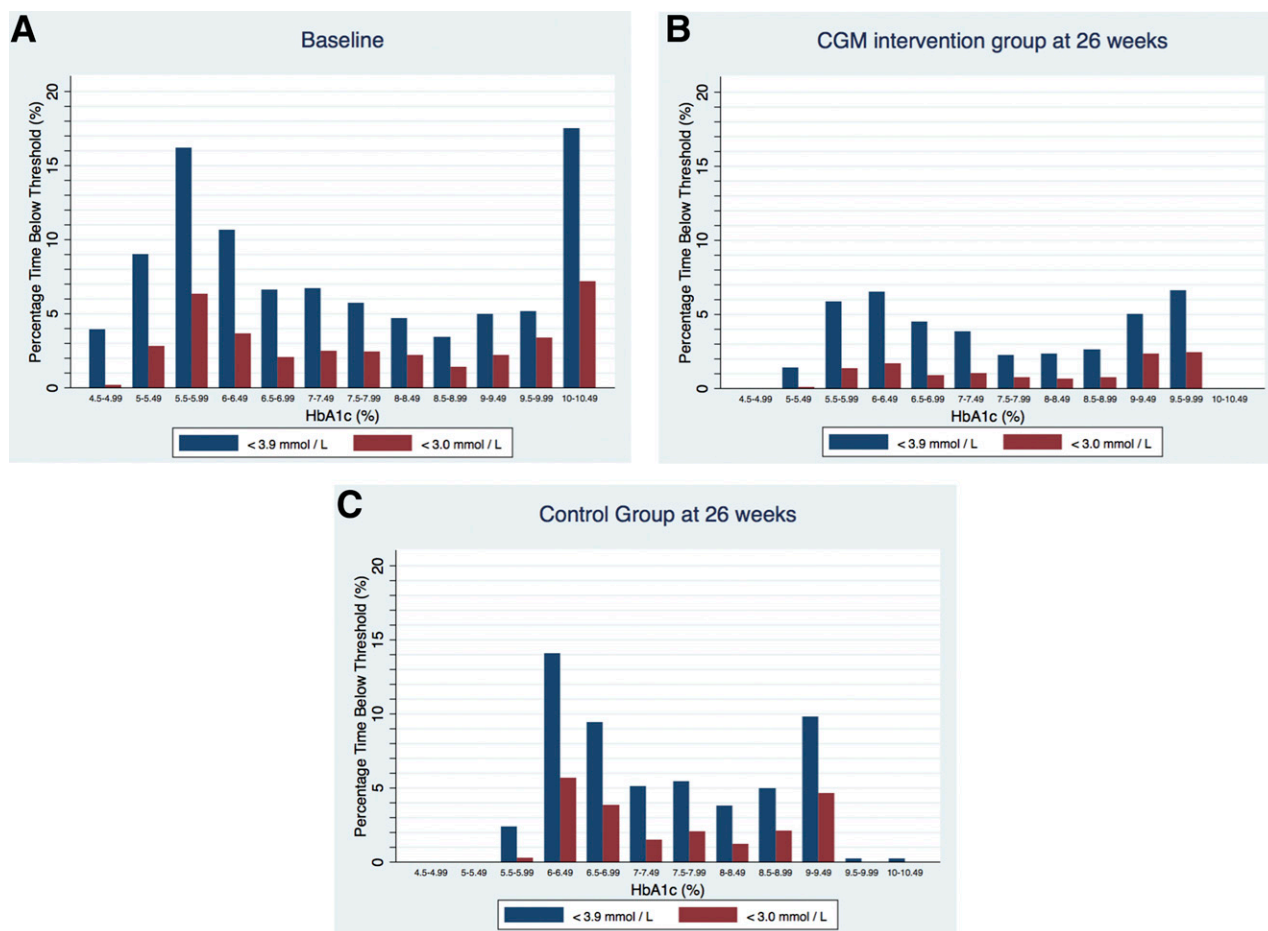 A
Baseline
Percentage Time Below Threshold (%)
20
15
10
5
0
4.5-4.99 5-5.49 5.5-5.99 6-6.49 6.5-6.99 7-7.49 7.5-7.99 8-8.49 8.5-8.99 9-9.49 9.5-9.99 10-10.49
HbA1c (%)
< 3.9 mmol / L < 3.0 mmol / L
B
CGM intervention group at 26 weeks
Percentage Time Below Threshold (%)
20
15
10
5
0
4.5-4.99 5-5.49 5.5-5.99 6-6.49 6.5-6.99 7-7.49 7.5-7.99 8-8.49 8.5-8.99 9-9.49 9.5-9.99 10-10.49
HbA1c (%)
< 3.9 mmol / L < 3.0 mmol / L
C
Control Group at 26 weeks
Percentage Time Below Threshold (%)
20
15
10
5
0
4.5-4.99 5-5.49 5.5-5.99 6-6.49 6.5-6.99 7-7.49 7.5-7.99 8-8.49 8.5-8.99 9-9.49 9.5-9.99 10-10.49
HbA1c (%)
< 3.9 mmol / L < 3.0 mmol / L